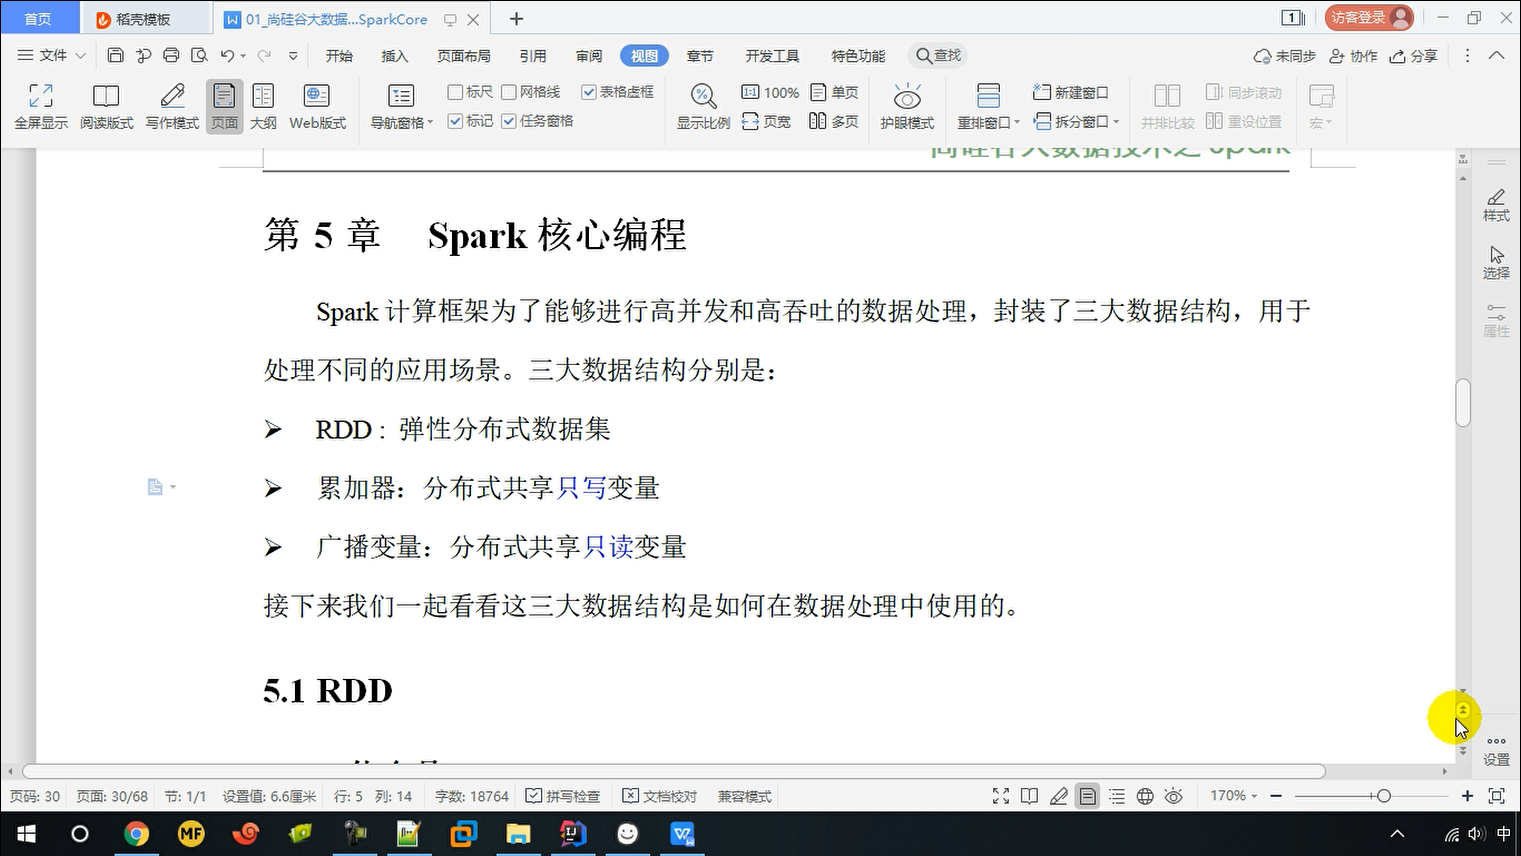 首页 稻壳模板 01_尚硅谷大数据...SparkCore 1 访客登录
文件 开始 插入 页面布局 引用 审阅 视图 章节 开发工具 特色功能 查找 未同步 协作 分享
标尺 网格线 表格虚框 1:1 100% 单页 新建窗口 同步滚动
全屏显示 阅读版式 写作模式 页面 大纲 Web版式 导航窗格 标记 任务窗格 显示比例 页宽 多页 护眼模式 重排窗口 拆分窗口 并排比较 重设位置 宏
尚硅谷大数据技术之 Spark
第 5 章 Spark 核心编程
Spark 计算框架为了能够进行高并发和高吞吐的数据处理，封装了三大数据结构，用于
处理不同的应用场景。三大数据结构分别是：
➢ RDD : 弹性分布式数据集
➢ 累加器：分布式共享只写变量
➢ 广播变量：分布式共享只读变量
接下来我们一起看看这三大数据结构是如何在数据处理中使用的。
5.1 RDD
样式
选择
属性
设置
页码: 30 页面: 30/68 节: 1/1 设置值: 6.6厘米 行: 5 列: 14 字数: 18764 拼写检查 文档校对 兼容模式 170%
MF IJ 中